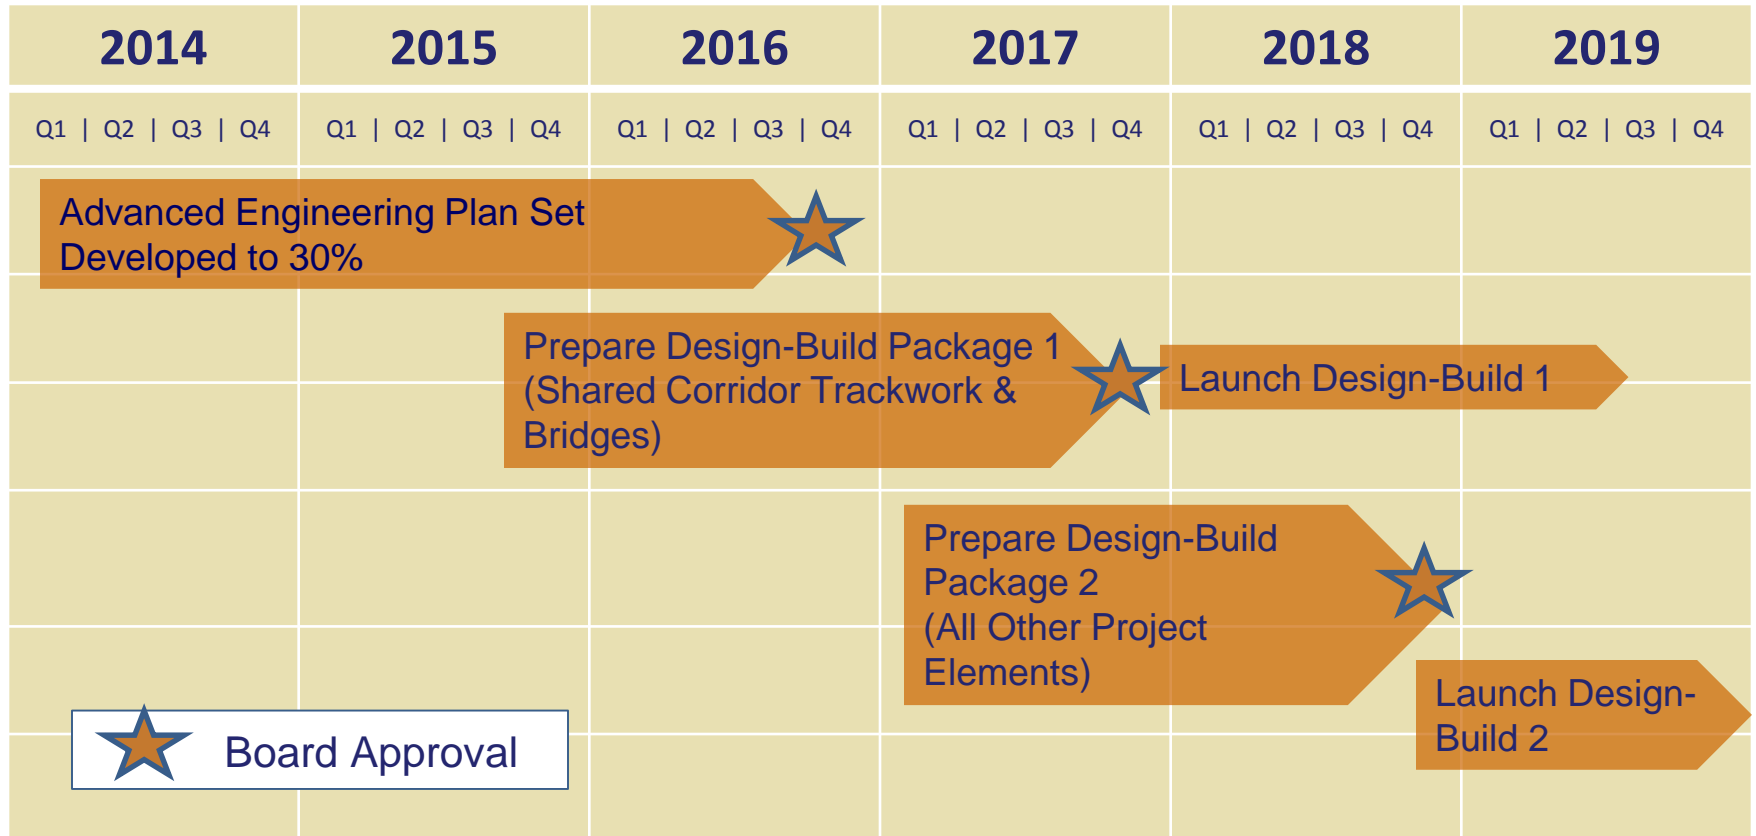 2014 2015 2016 2017 2018 2019
Q1 | Q2 | Q3 | Q4 Q1 | Q2 | Q3 | Q4 Q1 | Q2 | Q3 | Q4 Q1 | Q2 | Q3 | Q4 Q1 | Q2 | Q3 | Q4 Q1 | Q2 | Q3 | Q4
Advanced Engineering Plan Set
Developed to 30%
Prepare Design-Build Package 1
(Shared Corridor Trackwork &
Bridges)
Launch Design-Build 1
Prepare Design-Build
Package 2
(All Other Project
Elements)
Launch Design-
Build 2
Board Approval